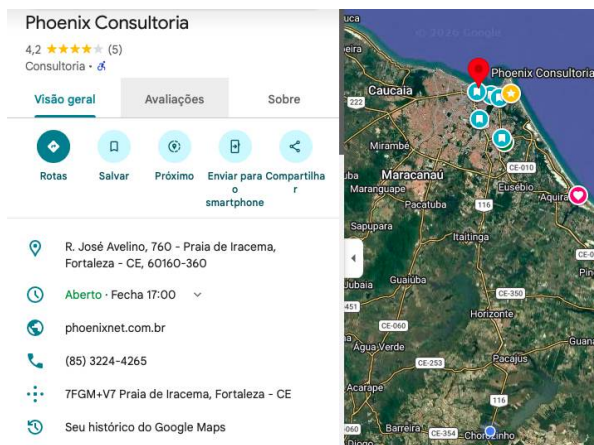 Phoenix Consultoria
4,2 ★★★★★ (5)
Consultoria ·
Visão geral
Avaliações
Sobre
Rotas
Salvar
Próximo
Enviar para
o
smartphone
Compartilha
r
R. José Avelino, 760 - Praia de Iracema,
Fortaleza - CE, 60160-360
Aberto · Fecha 17:00
phoenixnet.com.br
(85) 3224-4265
7FGM+V7 Praia de Iracema, Fortaleza - CE
Seu histórico do Google Maps
Phoenix Consultoria
Caucaia
222
Mirambé
CE-010
Maracanaú
Maranguape
Eusébio
Aquira
Pacatuba
116
Sapupara
Itaitinga
Jubaia
Guaiúba
CE-350
451
Horizonte
CE-060
Água Verde
CE-253
Pacajus
Acarape
116
060
Barreira
CE-354
Chorozinho